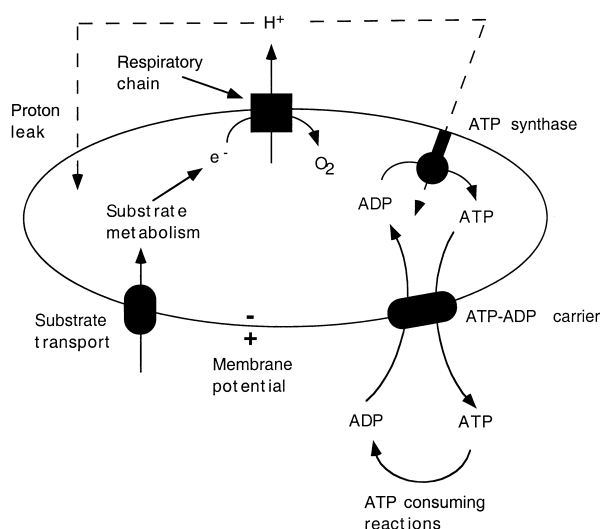 H+
Respiratory
chain
Proton
leak
ATP synthase
e-
O2
ADP
ATP
Substrate
metabolism
Substrate
transport
-
+
Membrane
potential
ATP-ADP carrier
ADP
ATP
ATP consuming
reactions